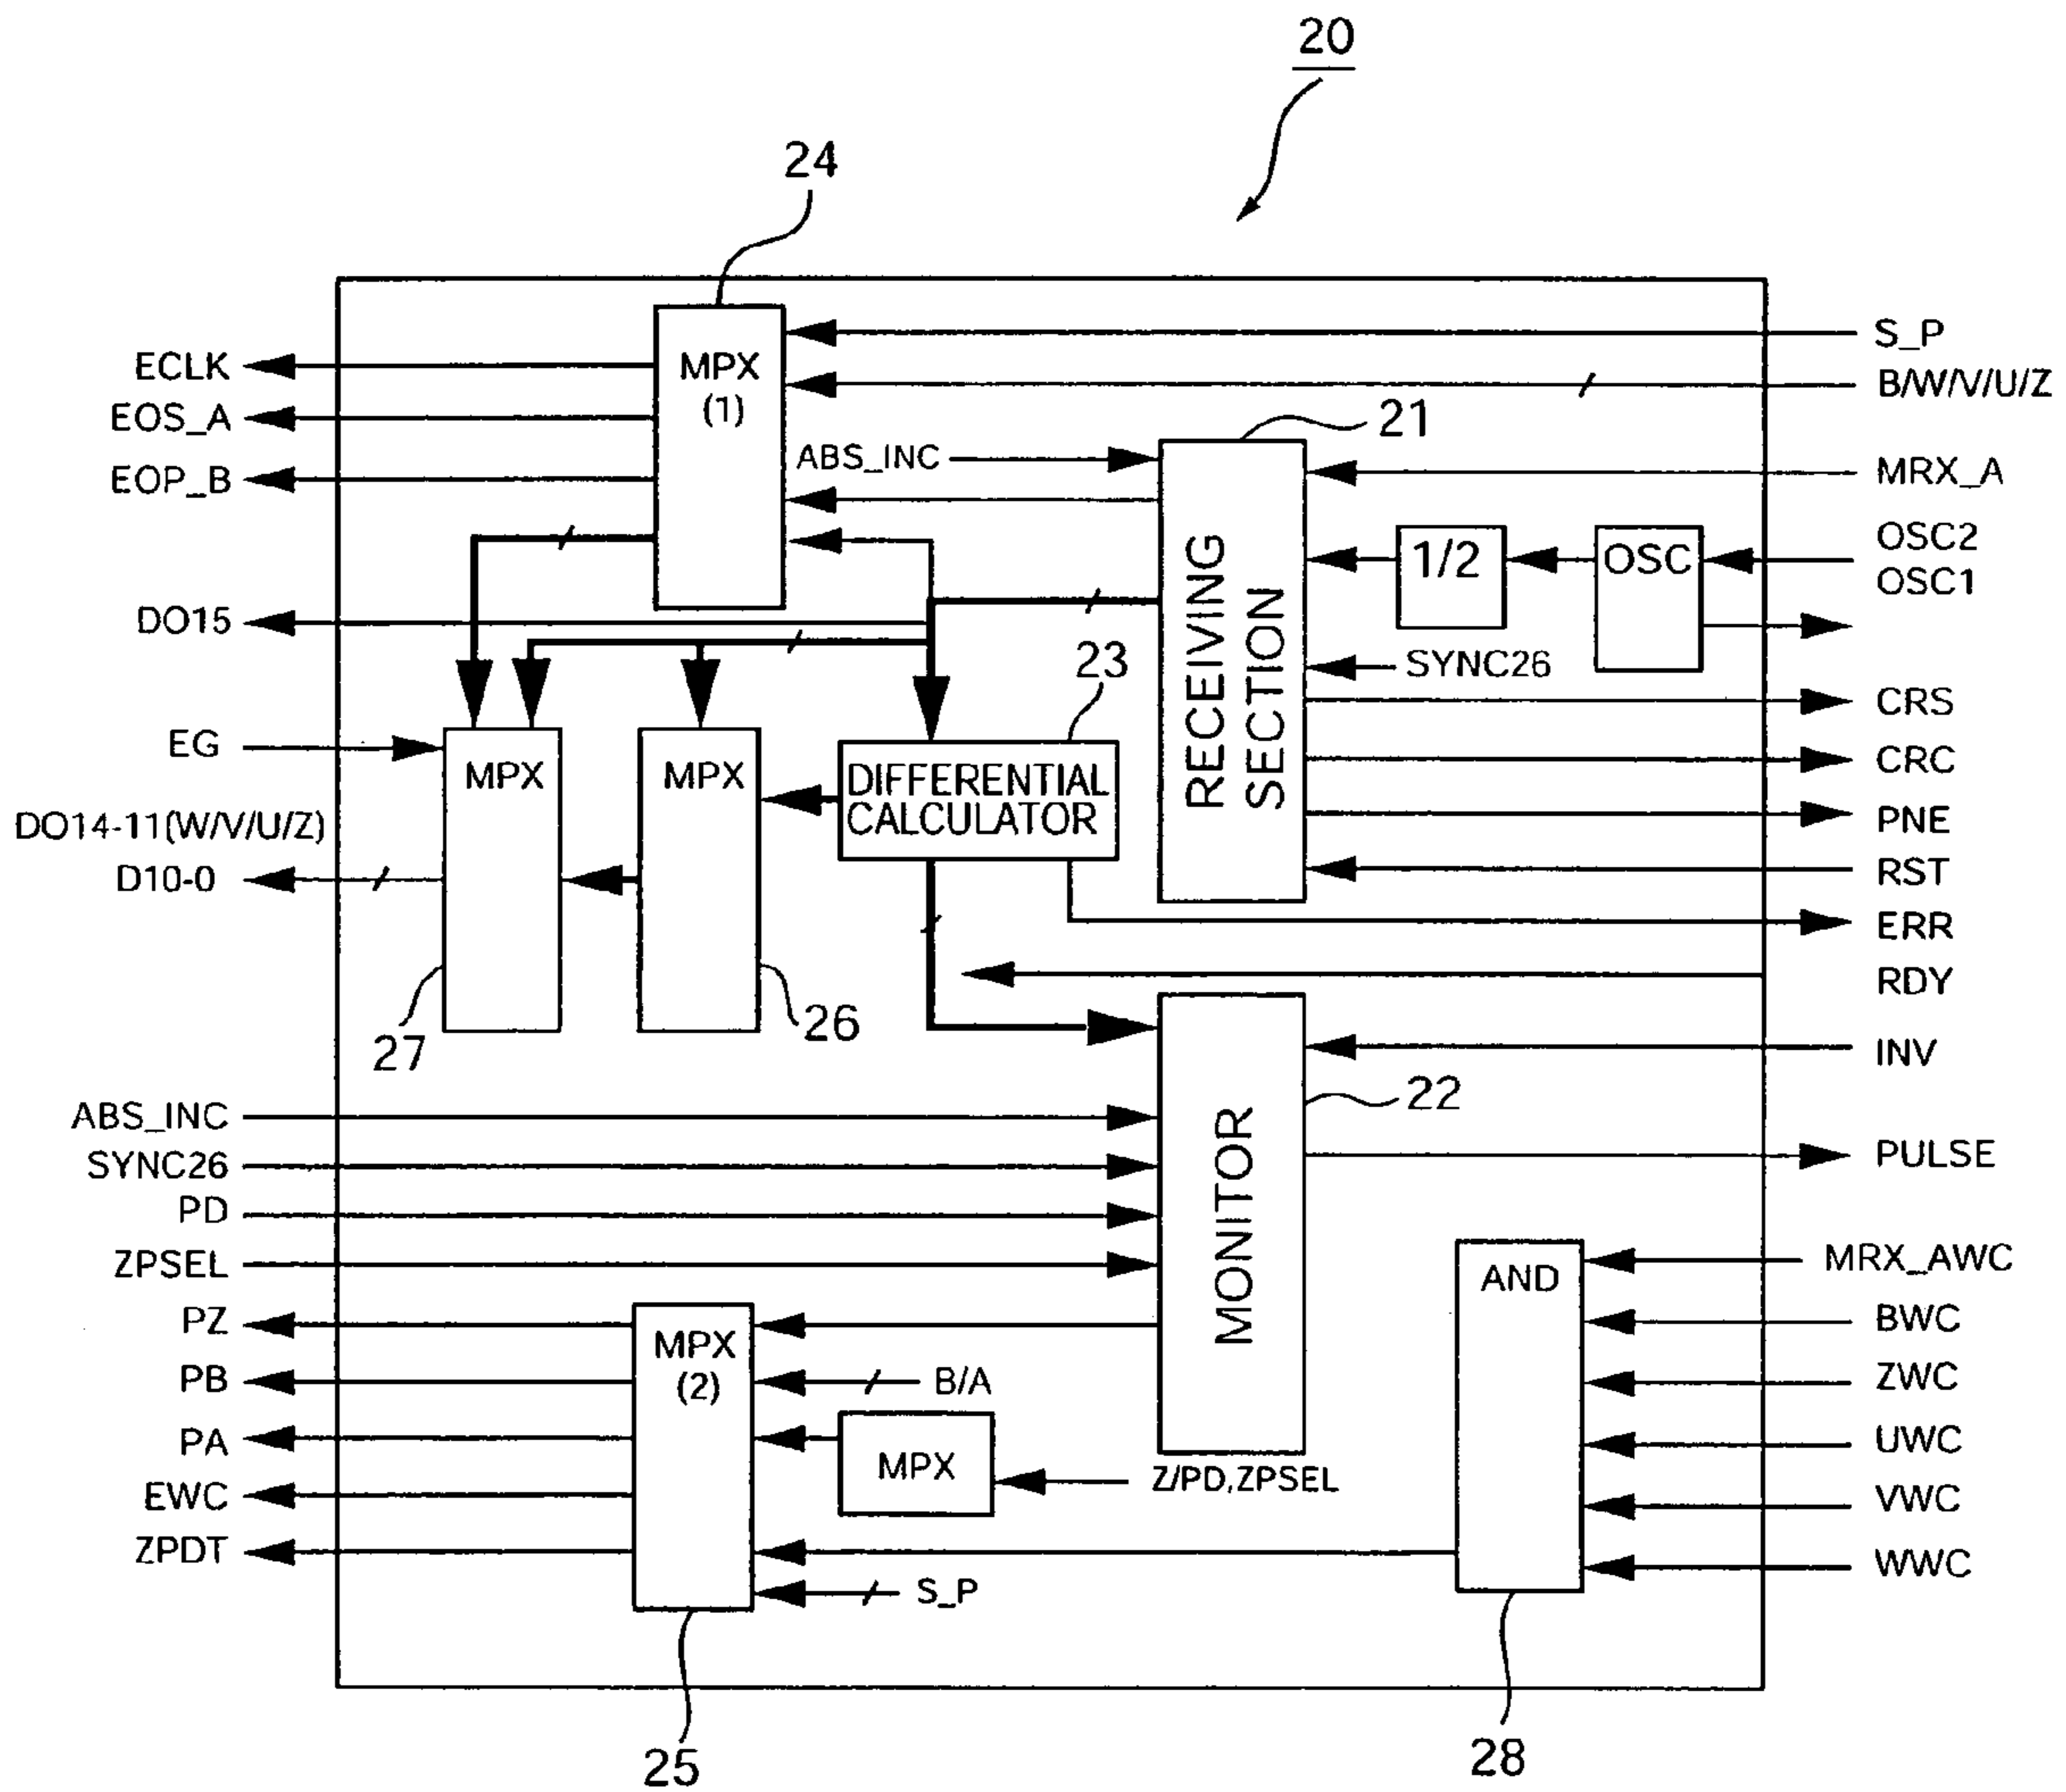 20
24
MPX
(1)
ECLK
EOS_A
EOP_B
DO15
EG
DO14-11(W/V/U/Z)
D10-0
S_P
B/W/V/U/Z
21
ABS_INC
MRX_A
OSC2
OSC1
OSC
1/2
RECEIVING
SECTION
SYNC26
CRS
CRC
PNE
RST
ERR
RDY
INV
23
DIFFERENTIAL
CALCULATOR
MPX
MPX
27
26
22
MONITOR
PULSE
ABS_INC
SYNC26
PD
ZPSEL
PZ
PB
PA
EWC
ZPDT
MPX
(2)
B/A
MPX
Z/PD,ZPSEL
S_P
AND
MRX_AWC
BWC
ZWC
UWC
VWC
WWC
25
28